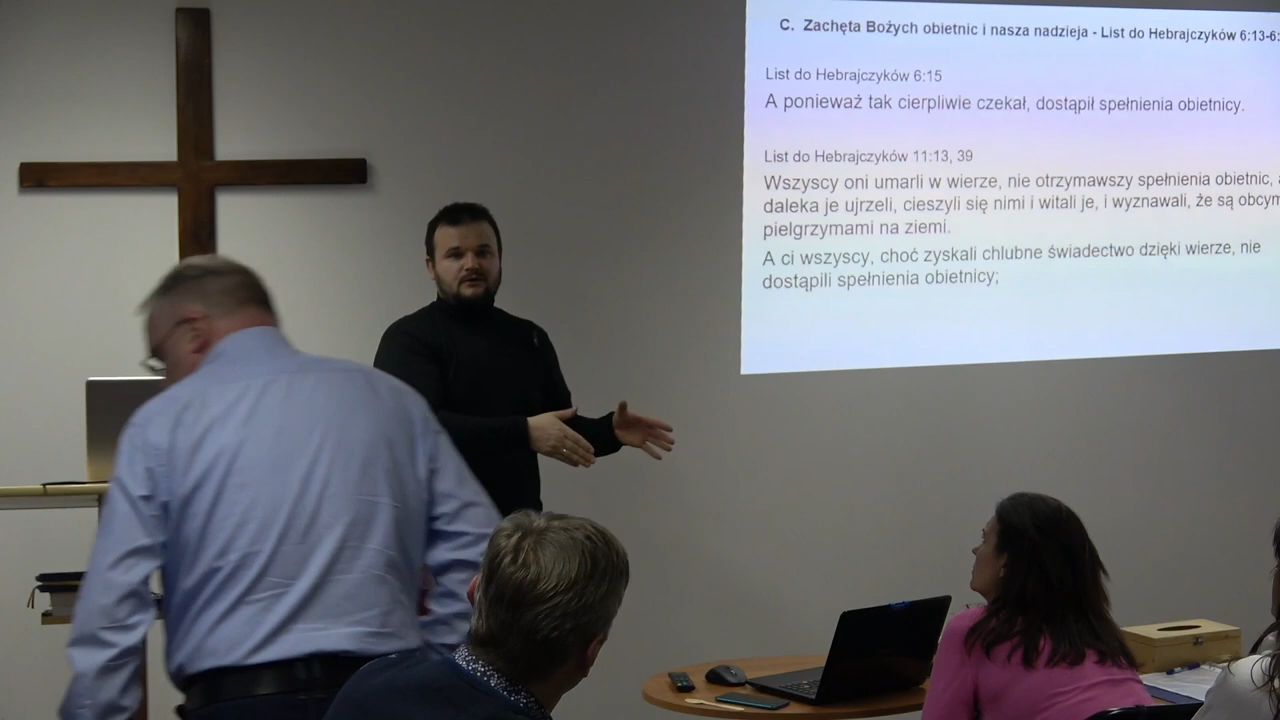 C. Zachęta Bożych obietnic i nasza nadzieja - List do Hebrajczyków 6:13-6:
List do Hebrajczyków 6:15
A ponieważ tak cierpliwie czekał, dostąpił spełnienia obietnicy.
List do Hebrajczyków 11:13, 39
Wszyscy oni umarli w wierze, nie otrzymawszy spełnienia obietnic,
daleka je ujrzeli, cieszyli się nimi i witali je, i wyznawali, że są obcym
pielgrzymami na ziemi.
A ci wszyscy, choć zyskali chlubne świadectwo dzięki wierze, nie
dostąpili spełnienia obietnicy;